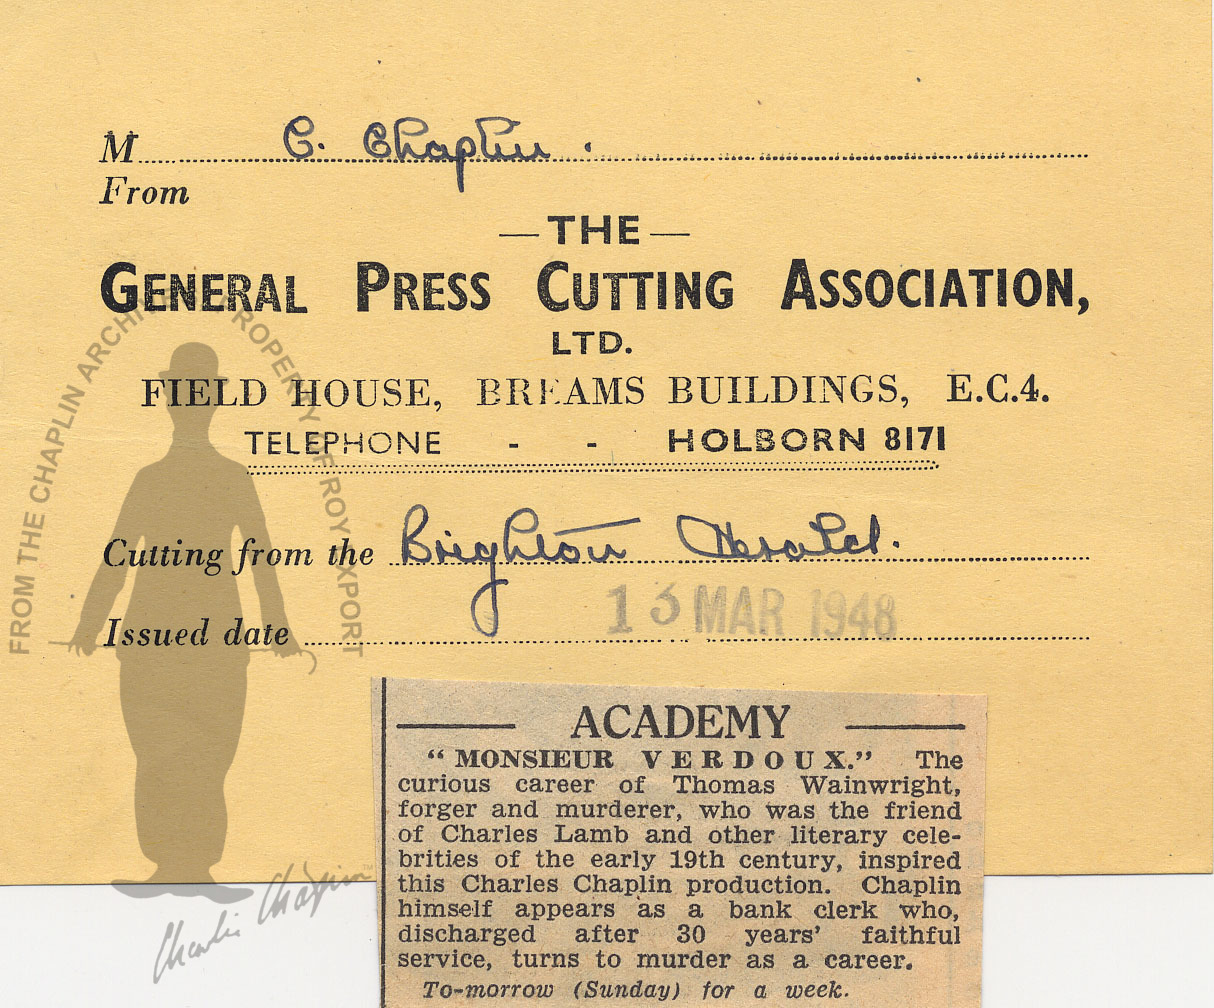 M C. Chaplin.
From
— THE —
GENERAL PRESS CUTTING ASSOCIATION,
LTD.
FIELD HOUSE, BREAMS BUILDINGS, E.C.4.
TELEPHONE - - HOLBORN 8171
Cutting from the Brighton Herald.
Issued date 13 MAR 1948
ACADEMY
“MONSIEUR VERDOUX.” The
curious career of Thomas Wainwright,
forger and murderer, who was the friend
of Charles Lamb and other literary cele-
brities of the early 19th century, inspired
this Charles Chaplin production. Chaplin
himself appears as a bank clerk who,
discharged after 30 years’ faithful
service, turns to murder as a career.
To-morrow (Sunday) for a week.
FROM THE CHAPLIN ARCHIVE PROPERTY OF ROY EXPORT
Charlie Chaplin